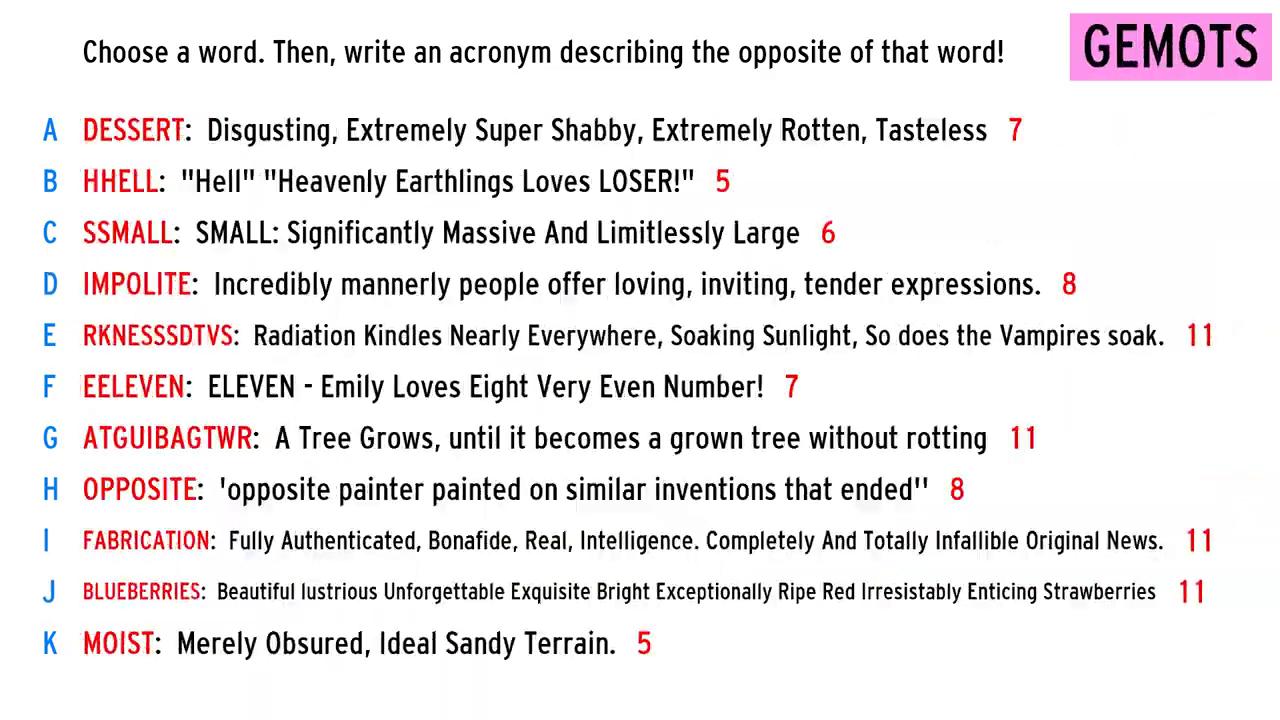 Choose a word. Then, write an acronym describing the opposite of that word!
GEMOTS
A DESSERT: Disgusting, Extremely Super Shabby, Extremely Rotten, Tasteless 7
B HHELL: "Hell" "Heavenly Earthlings Loves LOSER!" 5
C SSMALL: SMALL: Significantly Massive And Limitlessly Large 6
D IMPOLITE: Incredibly mannerly people offer loving, inviting, tender expressions. 8
E RKNESSSDTVS: Radiation Kindles Nearly Everywhere, Soaking Sunlight, So does the Vampires soak. 11
F EELEVEN: ELEVEN - Emily Loves Eight Very Even Number! 7
G ATGUIBAGTWR: A Tree Grows, until it becomes a grown tree without rotting 11
H OPPOSITE: 'opposite painter painted on similar inventions that ended'' 8
I FABRICATION: Fully Authenticated, Bonafide, Real, Intelligence. Completely And Totally Infallible Original News. 11
J BLUEBERRIES: Beautiful lustrious Unforgettable Exquisite Bright Exceptionally Ripe Red Irresistably Enticing Strawberries 11
K MOIST: Merely Obsured, Ideal Sandy Terrain. 5